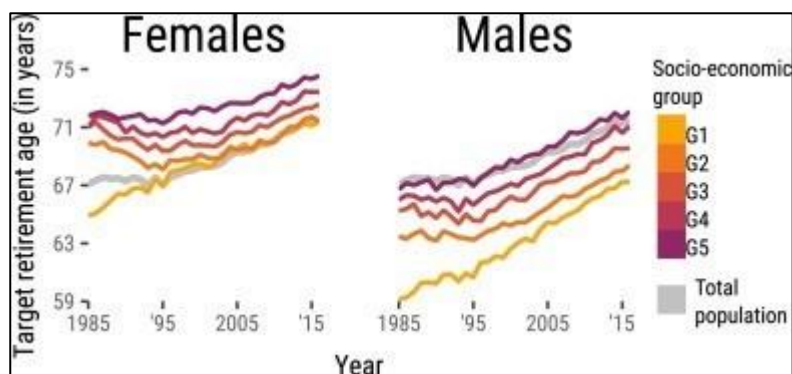 Females
Males
Target retirement age (in years)
75
71
67
63
59
1985
'95
2005
'15
1985
'95
2005
'15
Year
Socio-economic
group
G1
G2
G3
G4
G5
Total
population